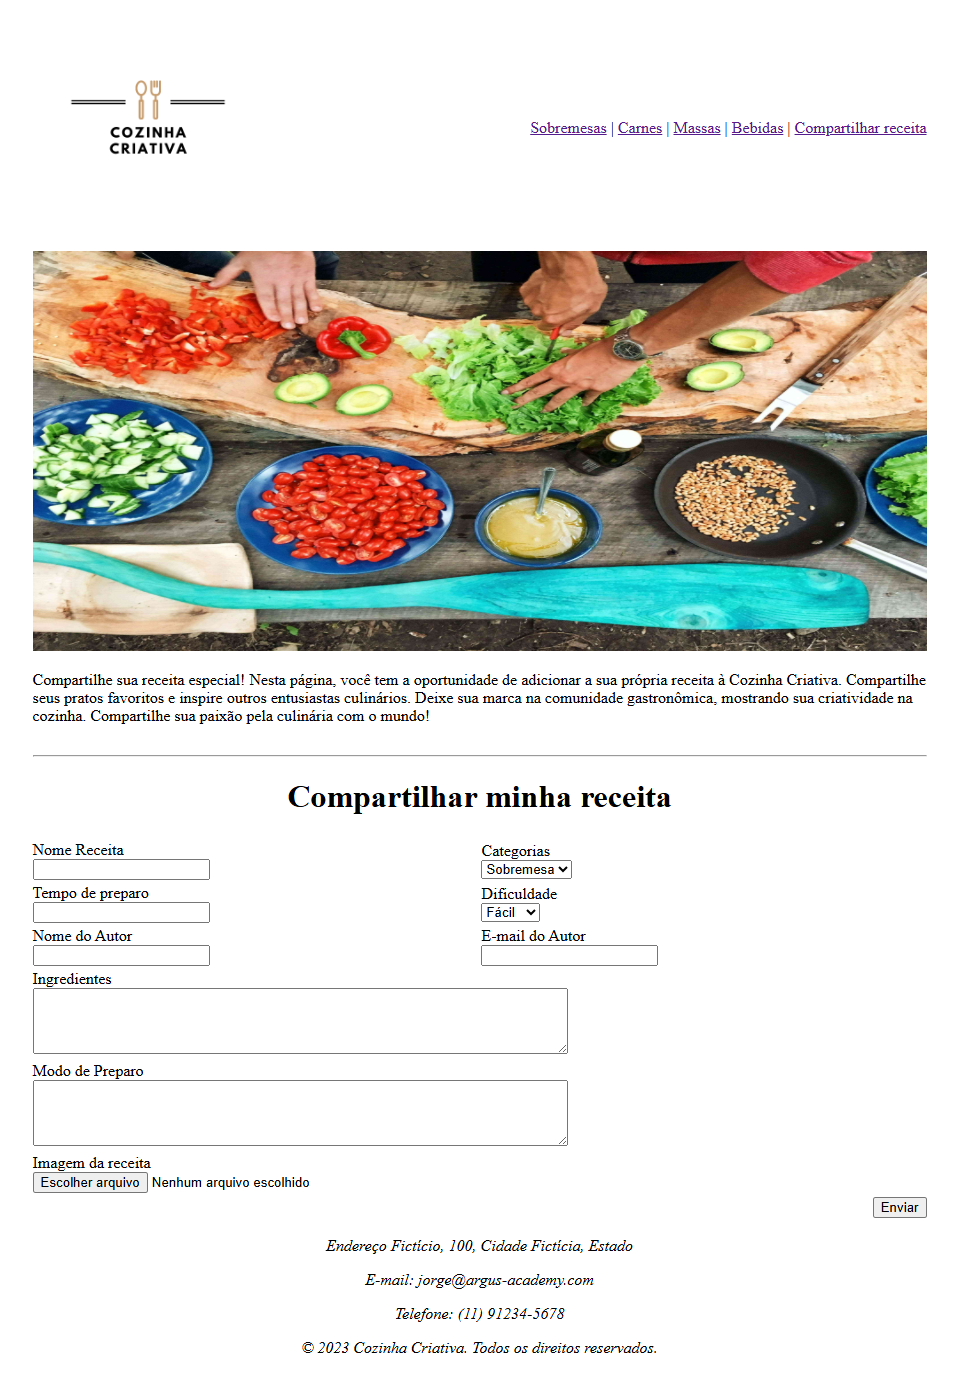 COZINHA
CRIATIVA
Sobremesas | Carnes | Massas | Bebidas | Compartilhar receita
Compartilhe sua receita especial! Nesta página, você tem a oportunidade de adicionar a sua própria receita à Cozinha Criativa. Compartilhe
seus pratos favoritos e inspire outros entusiastas culinários. Deixe sua marca na comunidade gastronômica, mostrando sua criatividade na
cozinha. Compartilhe sua paixão pela culinária com o mundo!
Compartilhar minha receita
Nome Receita
Categorias
Sobremesa
Tempo de preparo
Dificuldade
Fácil
Nome do Autor
E-mail do Autor
Ingredientes
Modo de Preparo
Imagem da receita
Escolher arquivo Nenhum arquivo escolhido
Enviar
Endereço Fictício, 100, Cidade Fictícia, Estado
E-mail: jorge@argus-academy.com
Telefone: (11) 91234-5678
© 2023 Cozinha Criativa. Todos os direitos reservados.